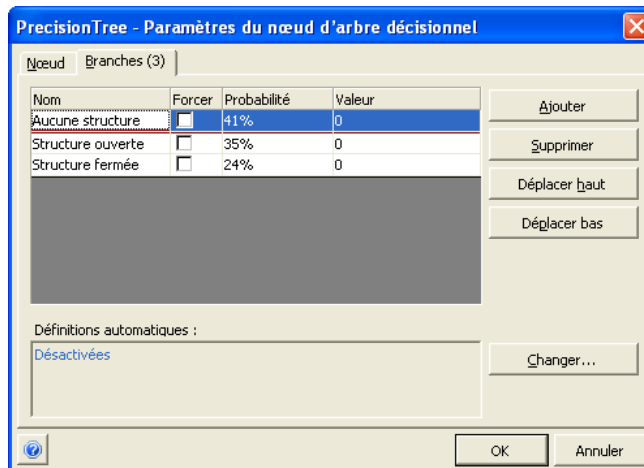 PrecisionTree - Paramètres du nœud d'arbre décisionnel
Nœud Branches (3)
Nom Forcer Probabilité Valeur
Aucune structure 41% 0
Structure ouverte 35% 0
Structure fermée 24% 0
Ajouter
Supprimer
Déplacer haut
Déplacer bas
Définitions automatiques :
Désactivées
Changer...
OK Annuler